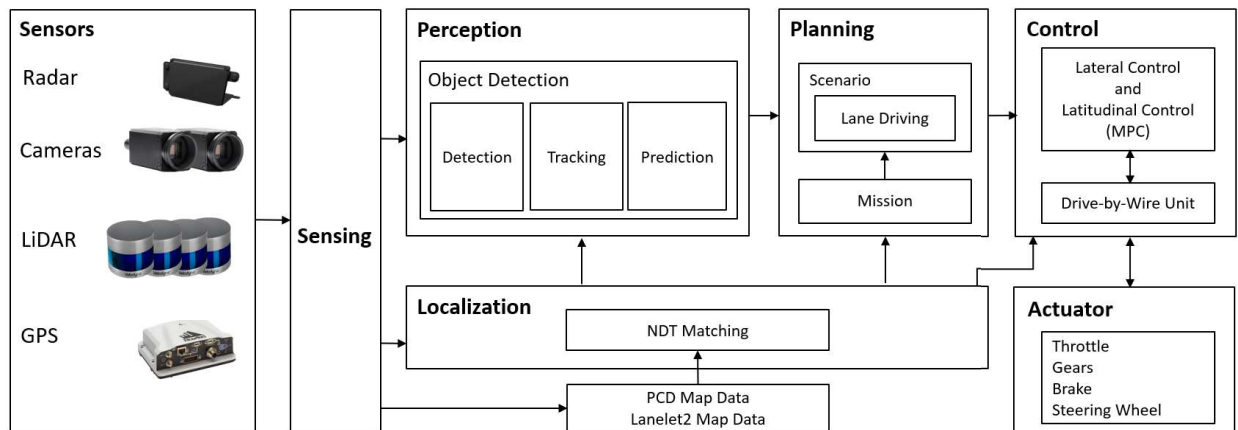 Sensors
Radar
Cameras
LiDAR
GPS
Sensing
Perception
Object Detection
Detection
Tracking
Prediction
Planning
Scenario
Lane Driving
Mission
Control
Lateral Control
and
Latitudinal Control
(MPC)
Drive-by-Wire Unit
Localization
NDT Matching
PCD Map Data
Lanelet2 Map Data
Actuator
Throttle
Gears
Brake
Steering Wheel